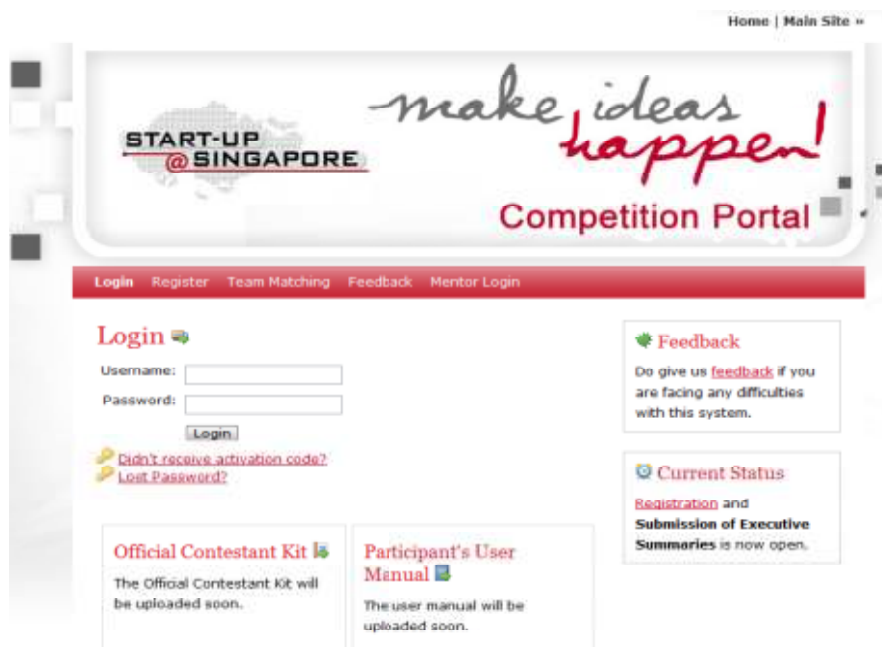 Home | Main Site »
START-UP
@SINGAPORE
make ideas
happen!
Competition Portal
Login Register Team Matching Feedback Mentor Login
Login
Username:
Password:
Login
Didn't receive activation code?
Lost Password?
Official Contestant Kit
The Official Contestant Kit will
be uploaded soon.
Participant's User
Manual
The user manual will be
uploaded soon.
Feedback
Do give us feedback if you
are facing any difficulties
with this system.
Current Status
Registration and
Submission of Executive
Summaries is now open.